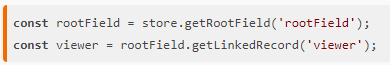 const rootField = store.getRootField('rootField');
const viewer = rootField.getLinkedRecord('viewer');